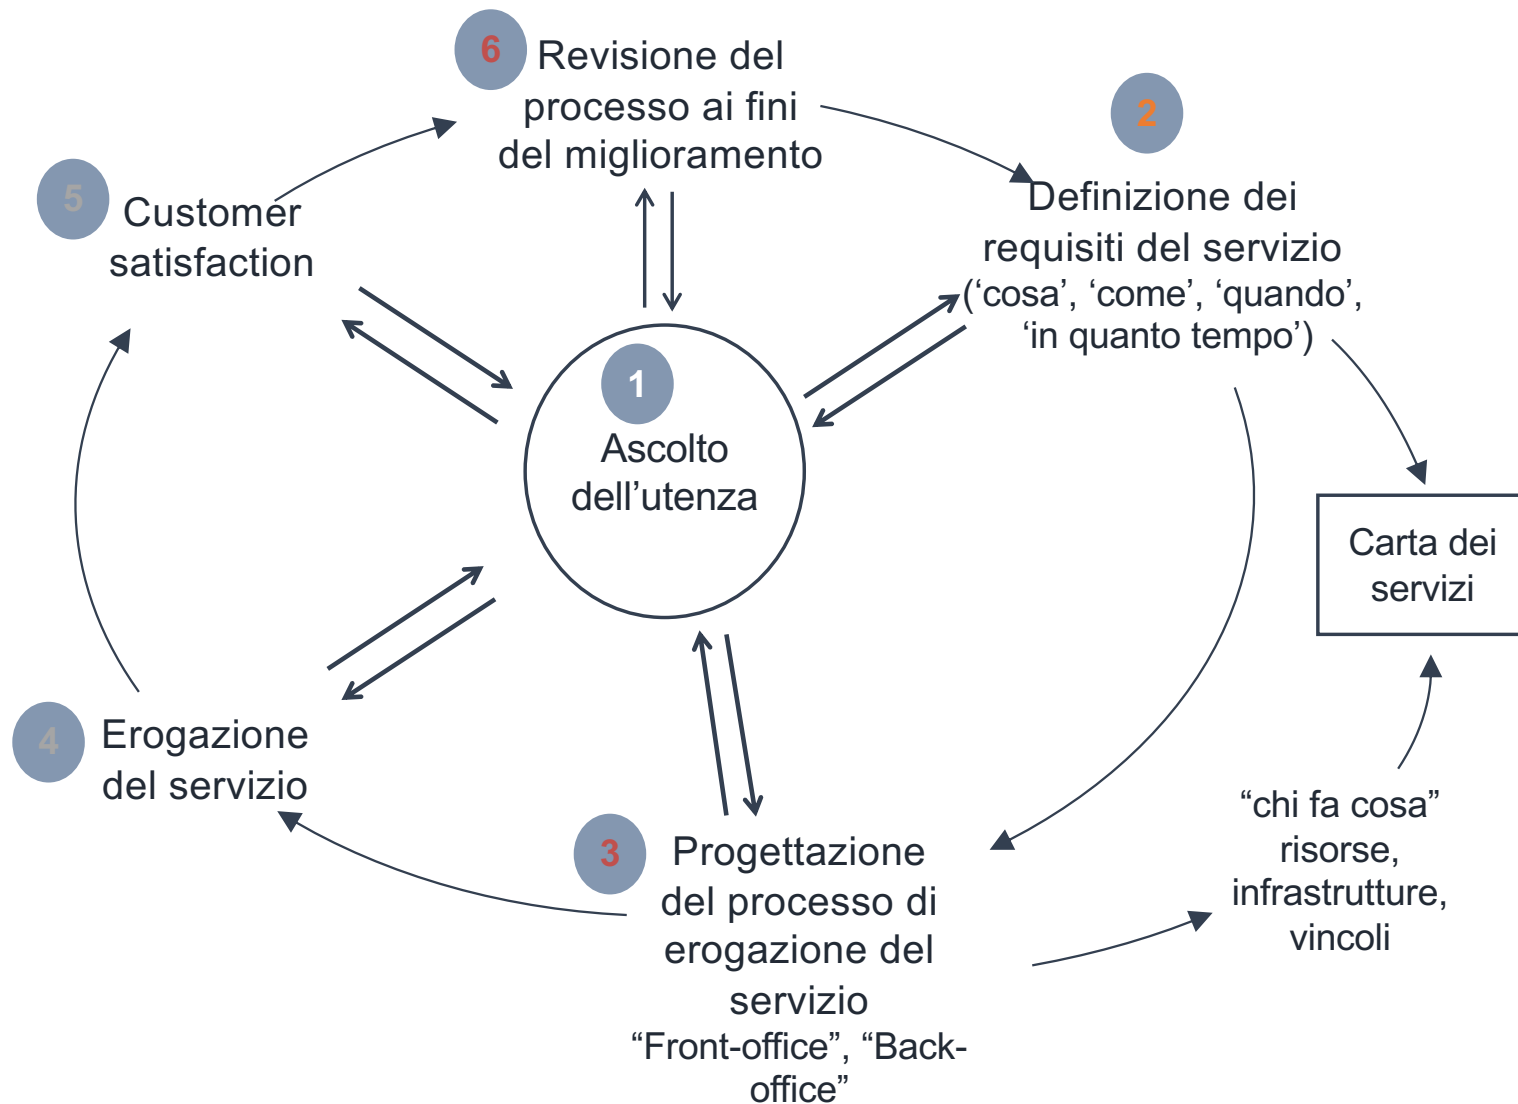 6
Revisione del
processo ai fini
del miglioramento
2
Definizione dei
requisiti del servizio
(‘cosa’, ‘come’, ‘quando’,
‘in quanto tempo’)
5
Customer
satisfaction
1
Ascolto
dell’utenza
Carta dei
servizi
4
Erogazione
del servizio
3
Progettazione
del processo di
erogazione del
servizio
“Front-office”, “Back-
office”
“chi fa cosa”
risorse,
infrastrutture,
vincoli